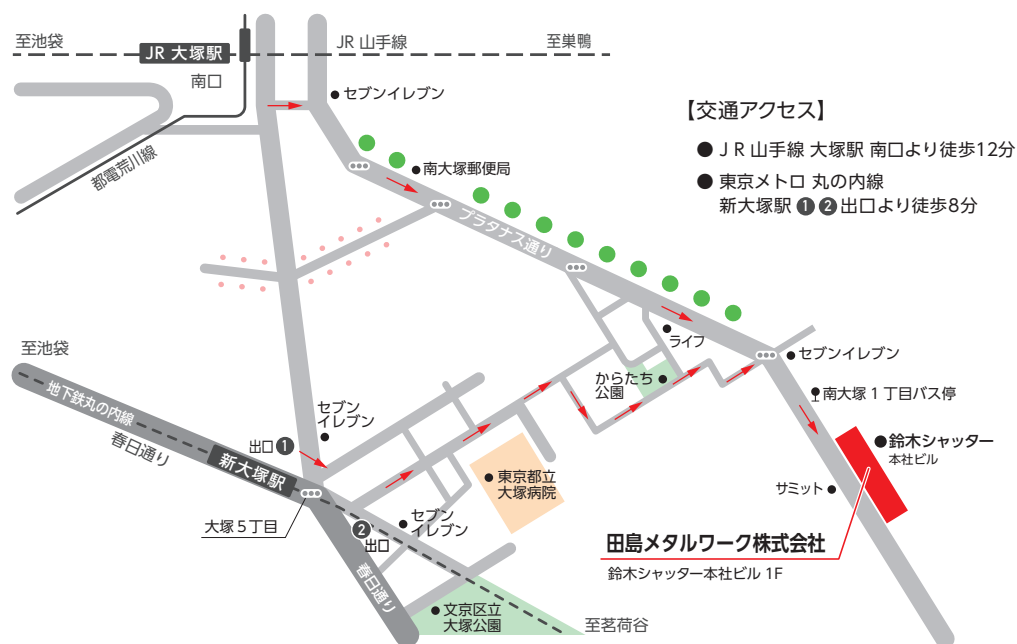 至池袋
JR 大塚駅
JR 山手線
至巣鴨
南口
セブンイレブン
都電荒川線
南大塚郵便局
プラタナス通り
【交通アクセス】
● J R 山手線 大塚駅 南口より徒歩12分
● 東京メトロ 丸の内線
新大塚駅 ❶ ❷ 出口より徒歩8分
ライフ
セブンイレブン
からたち
公園
南大塚 1 丁目バス停
鈴木シャッター
本社ビル
サミット
至池袋
地下鉄丸の内線
春日通り
セブン
イレブン
出口 ❶
新大塚駅
大塚 5 丁目
❷
出口
セブン
イレブン
東京都立
大塚病院
春日通り
文京区立
大塚公園
至茗荷谷
田島メタルワーク株式会社
鈴木シャッター本社ビル 1F